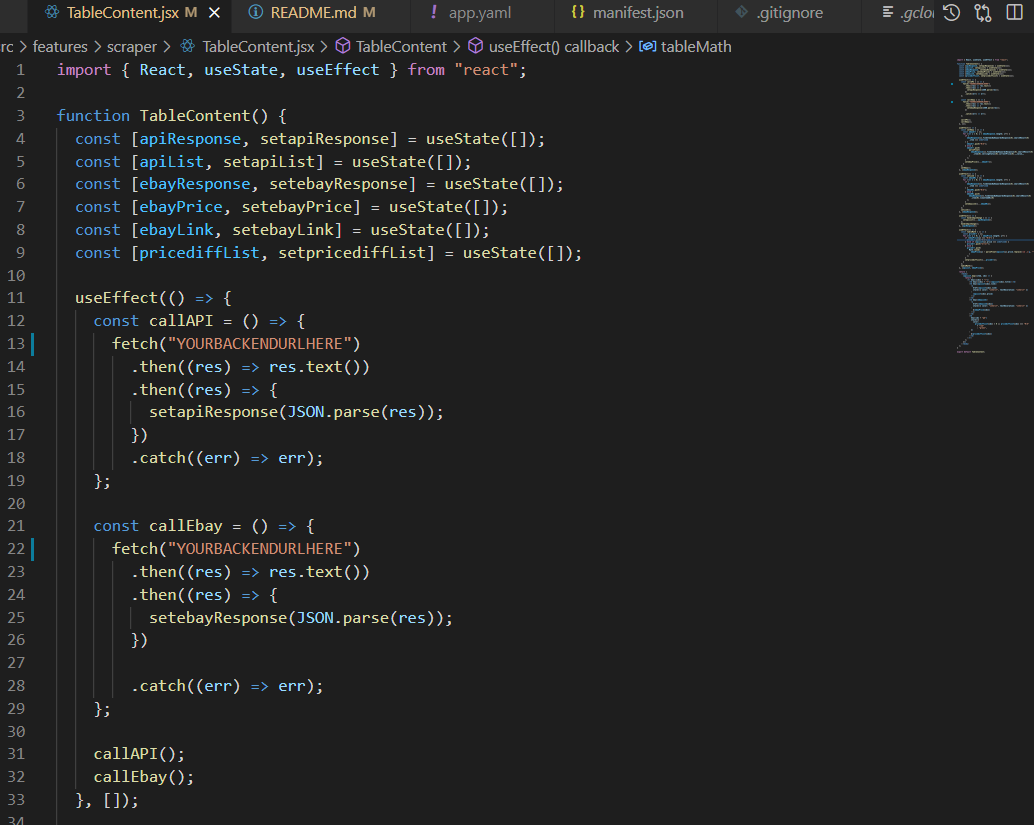 TableContent.jsx M
README.md M
app.yaml
manifest.json
.gitignore
features > scraper > TableContent.jsx > TableContent > useEffect() callback > tableMath
1 import { React, useState, useEffect } from "react";
2
3 function TableContent() {
4 const [apiResponse, setapiResponse] = useState([]);
5 const [apiList, setapiList] = useState([]);
6 const [ebayResponse, setebayResponse] = useState([]);
7 const [ebayPrice, setebayPrice] = useState([]);
8 const [ebayLink, setebayLink] = useState([]);
9 const [pricediffList, setpricediffList] = useState([]);
10
11 useEffect(() => {
12 const callAPI = () => {
13 fetch("YOURBACKENDURLHERE")
14 .then((res) => res.text())
15 .then((res) => {
16 setapiResponse(JSON.parse(res));
17 })
18 .catch((err) => err);
19 };
20
21 const callEbay = () => {
22 fetch("YOURBACKENDURLHERE")
23 .then((res) => res.text())
24 .then((res) => {
25 setebayResponse(JSON.parse(res));
26 })
27
28 .catch((err) => err);
29 };
30
31 callAPI();
32 callEbay();
33 }, []);
34